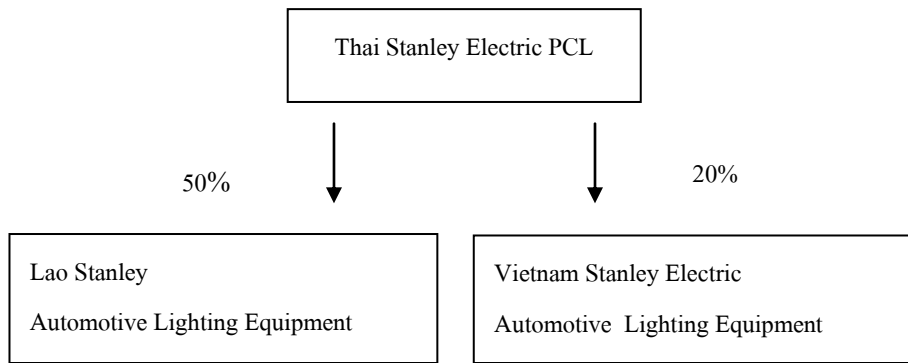 Thai Stanley Electric PCL
50%
20%
Lao Stanley
Automotive Lighting Equipment
Vietnam Stanley Electric
Automotive Lighting Equipment